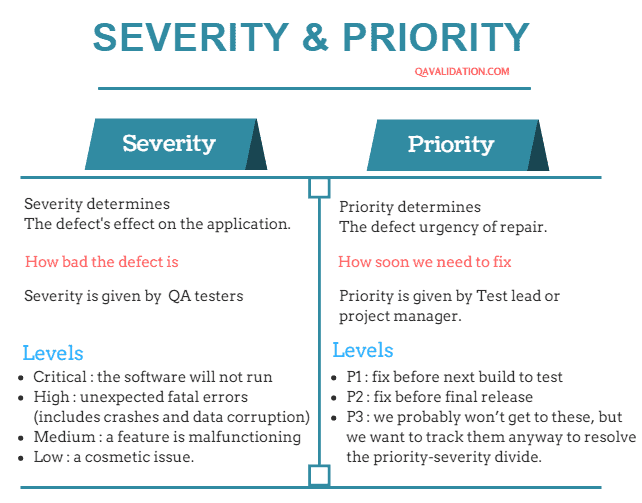 SEVERITY & PRIORITY
QAVALIDATION.COM
Severity
Severity determines
The defect's effect on the application.
How bad the defect is
Severity is given by QA testers
Levels
Critical : the software will not run
High : unexpected fatal errors
(includes crashes and data corruption)
Medium : a feature is malfunctioning
Low : a cosmetic issue.
Priority
Priority determines
The defect urgency of repair.
How soon we need to fix
Priority is given by Test lead or
project manager.
Levels
P1 : fix before next build to test
P2 : fix before final release
P3 : we probably won’t get to these, but
we want to track them anyway to resolve
the priority-severity divide.